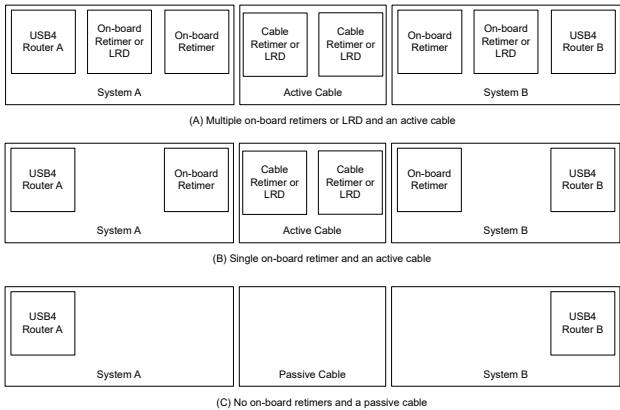 USB4
Router A
On-board
Retimer or
LRD
On-board
Retimer
System A
Cable
Retimer or
LRD
Cable
Retimer or
LRD
Active Cable
On-board
Retimer
On-board
Retimer or
LRD
USB4
Router B
System B
(A) Multiple on-board retimers or LRD and an active cable
USB4
Router A
On-board
Retimer
System A
Cable
Retimer or
LRD
Cable
Retimer or
LRD
Active Cable
On-board
Retimer
USB4
Router B
System B
(B) Single on-board retimer and an active cable
USB4
Router A
System A
Passive Cable
USB4
Router B
System B
(C) No on-board retimers and a passive cable